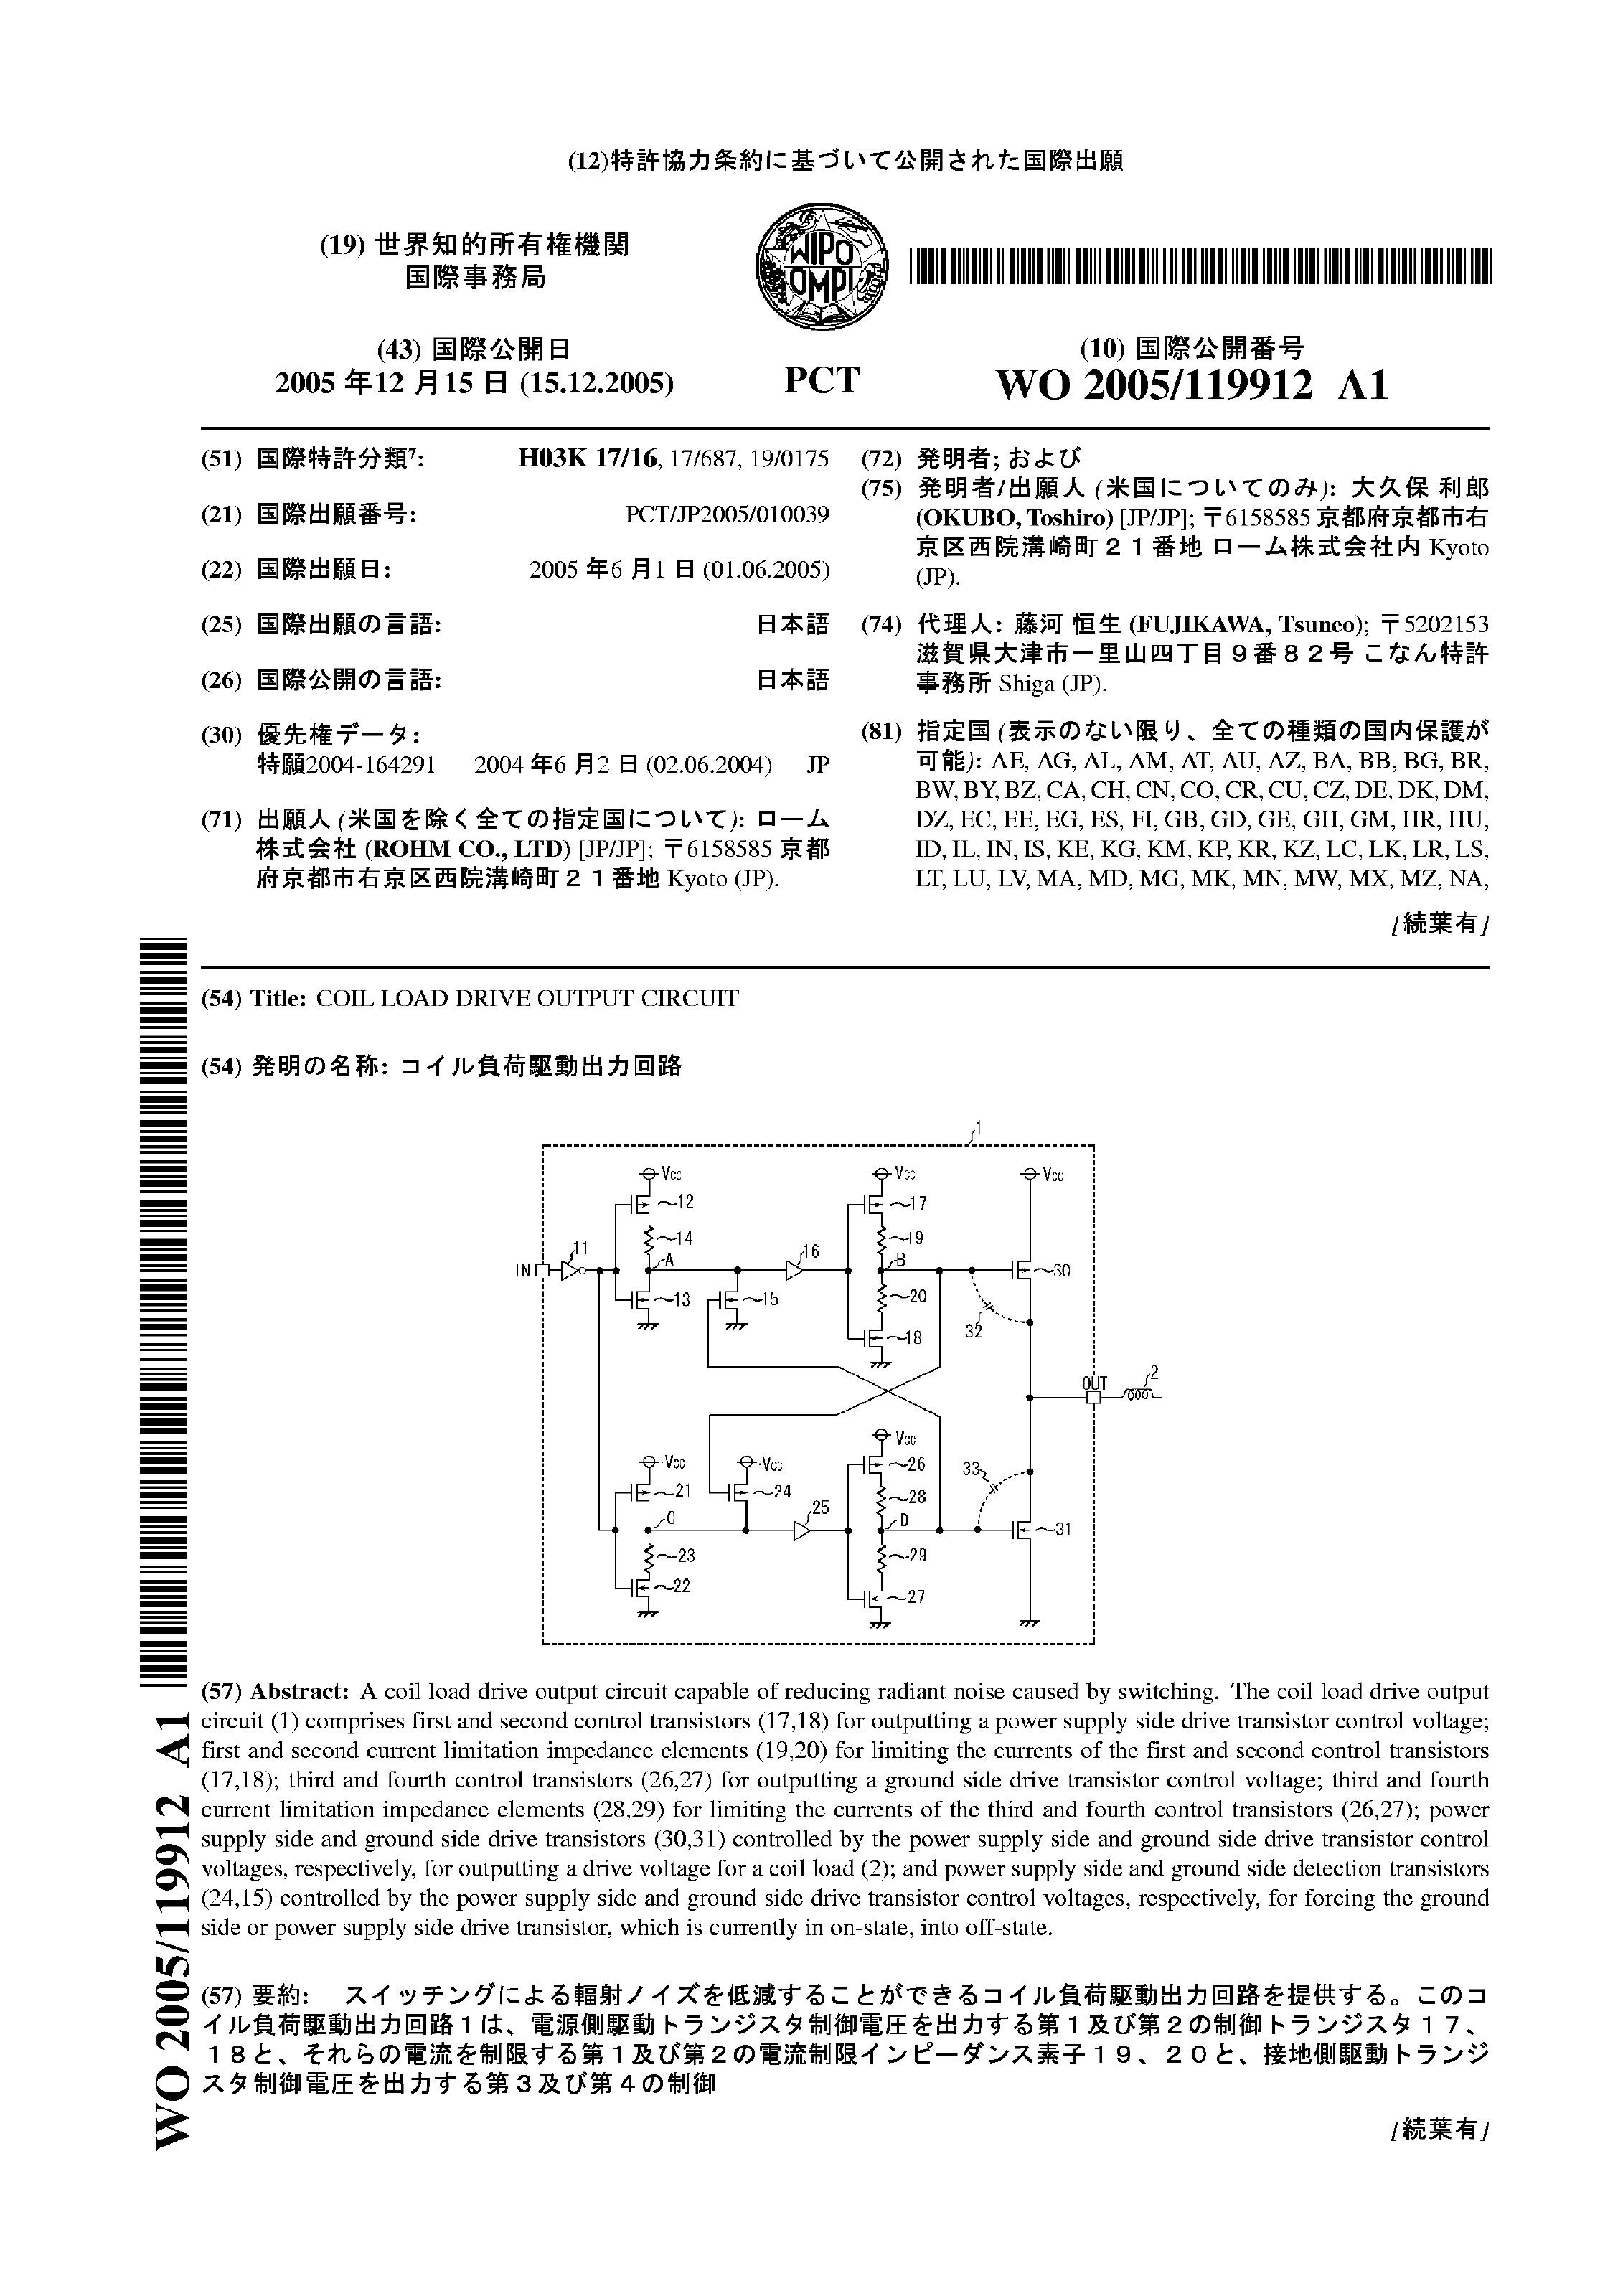 (12)特許協力条約に基づいて公開された国際出願
(19) 世界知的所有権機関
国際事務局
WIPO
OMPI
(43) 国際公開日
2005 年12 月15 日 (15.12.2005)
PCT
(10) 国際公開番号
WO 2005/119912 A1
(51) 国際特許分類7: H03K 17/16, 17/687, 19/0175
(21) 国際出願番号: PCT/JP2005/010039
(22) 国際出願日: 2005 年6 月1 日 (01.06.2005)
(25) 国際出願の言語: 日本語
(26) 国際公開の言語: 日本語
(30) 優先権データ:
特願2004-164291 2004 年6 月2 日 (02.06.2004) JP
(71) 出願人 (米国を除く全ての指定国について): ローム
株式会社 (ROHM CO., LTD) [JP/JP]; 〒6158585 京都
府京都市右京区西院溝崎町21番地 Kyoto (JP).
(72) 発明者; および
(75) 発明者/出願人 (米国についてのみ): 大久保 利郎
(OKUBO, Toshiro) [JP/JP]; 〒6158585 京都府京都市右
京区西院溝崎町21番地 ローム株式会社内 Kyoto
(JP).
(74) 代理人: 藤河 恒生 (FUJIKAWA, Tsuneo); 〒5202153
滋賀県大津市一里山四丁目9番82号 こなん特許
事務所 Shiga (JP).
(81) 指定国 (表示のない限り、全ての種類の国内保護が
可能): AE, AG, AL, AM, AT, AU, AZ, BA, BB, BG, BR,
BW, BY, BZ, CA, CH, CN, CO, CR, CU, CZ, DE, DK, DM,
DZ, EC, EE, EG, ES, FI, GB, GD, GE, GH, GM, HR, HU,
ID, IL, IN, IS, KE, KG, KM, KP, KR, KZ, LC, LK, LR, LS,
LT, LU, LV, MA, MD, MG, MK, MN, MW, MX, MZ, NA,
[続葉有]
(54) Title: COIL LOAD DRIVE OUTPUT CIRCUIT
(54) 発明の名称: コイル負荷駆動出力回路
1
Vcc Vcc Vcc
12 17
14 19
11 A 16 B
IN 30
13 15 20
32
18
OUT 2
Vcc
Vcc Vcc 26 33
21 24 28
C 25 D
31
23 29
22 27
(57) Abstract: A coil load drive output circuit capable of reducing radiant noise caused by switching. The coil load drive output
circuit (1) comprises first and second control transistors (17,18) for outputting a power supply side drive transistor control voltage;
first and second current limitation impedance elements (19,20) for limiting the currents of the first and second control transistors
(17,18); third and fourth control transistors (26,27) for outputting a ground side drive transistor control voltage; third and fourth
current limitation impedance elements (28,29) for limiting the currents of the third and fourth control transistors (26,27); power
supply side and ground side drive transistors (30,31) controlled by the power supply side and ground side drive transistor control
voltages, respectively, for outputting a drive voltage for a coil load (2); and power supply side and ground side detection transistors
(24,15) controlled by the power supply side and ground side drive transistor control voltages, respectively, for forcing the ground
side or power supply side drive transistor, which is currently in on-state, into off-state.
(57) 要約: スイッチングによる輻射ノイズを低減することができるコイル負荷駆動出力回路を提供する。このコ
イル負荷駆動出力回路1は、電源側駆動トランジスタ制御電圧を出力する第1及び第2の制御トランジスタ17、
18と、それらの電流を制限する第1及び第2の電流制限インピーダンス素子19、20と、接地側駆動トランジ
スタ制御電圧を出力する第3及び第4の制御
[続葉有]
WO 2005/119912 A1